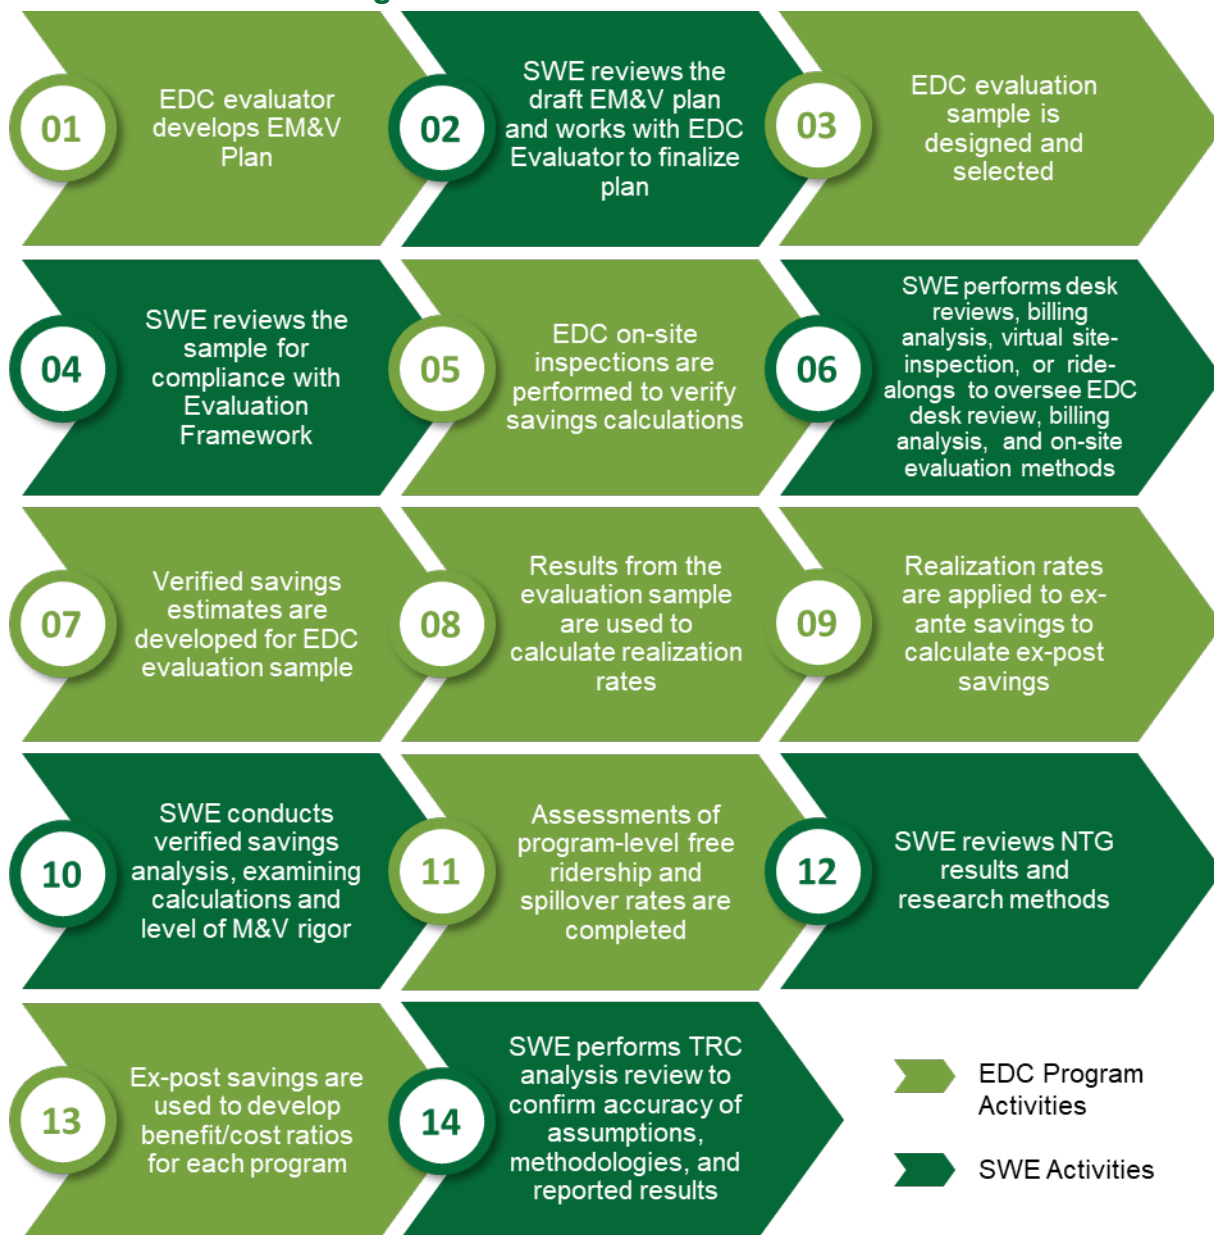 01
EDC evaluator
develops EM&V
Plan
02
SWE reviews the
draft EM&V plan
and works with EDC
Evaluator to finalize
plan
03
EDC evaluation
sample is
designed and
selected
04
SWE reviews the
sample for
compliance with
Evaluation
Framework
05
EDC on-site
inspections are
performed to verify
savings calculations
06
SWE performs desk
reviews, billing
analysis, virtual site-
inspection, or ride-
alongs to oversee EDC
desk review, billing
analysis, and on-site
evaluation methods
07
Verified savings
estimates are
developed for EDC
evaluation sample
08
Results from the
evaluation sample
are used to
calculate realization
rates
09
Realization rates
are applied to ex-
ante savings to
calculate ex-post
savings
10
SWE conducts
verified savings
analysis, examining
calculations and
level of M&V rigor
11
Assessments of
program-level free
ridership and
spillover rates are
completed
12
SWE reviews NTG
results and
research methods
13
Ex-post savings are
used to develop
benefit/cost ratios
for each program
14
SWE performs TRC
analysis review to
confirm accuracy of
assumptions,
methodologies, and
reported results
EDC Program
Activities
SWE Activities